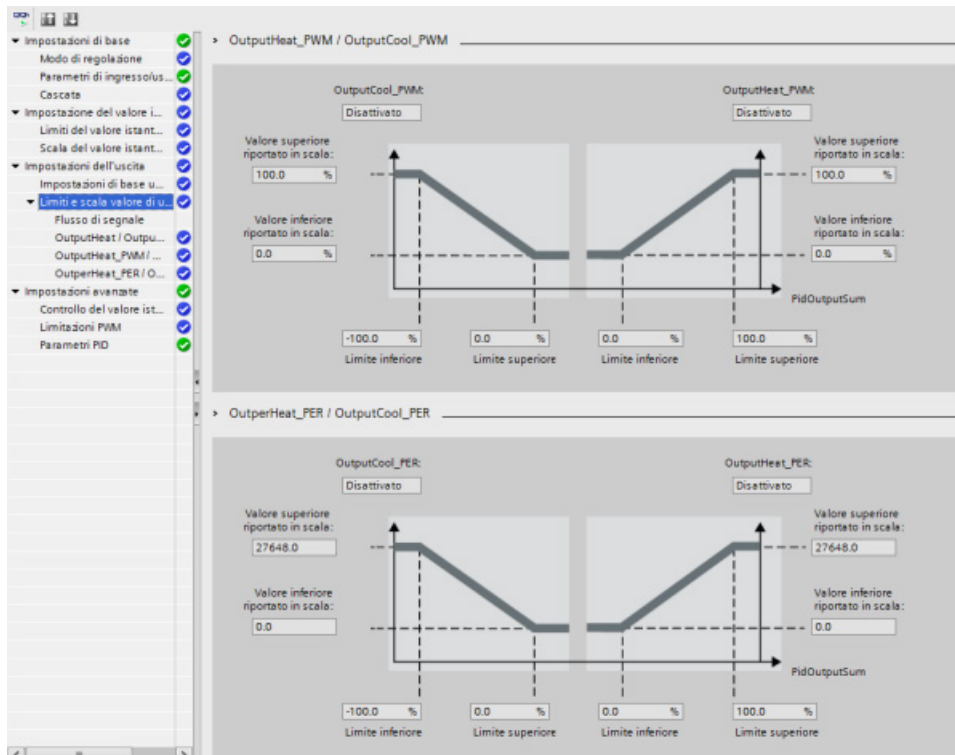 Impostazioni di base
Modo di regolazione
Parametri di ingresso/us...
Cascata
Impostazione del valore i...
Limiti del valore istant...
Scala del valore istant...
Impostazioni dell'uscita
Impostazioni di base u...
Limiti e scala valore di u...
Flusso di segnale
OutputHeat / Outpu...
OutputHeat_PWM / ...
OutperHeat_PER / O...
Impostazioni avanzate
Controllo del valore ist...
Limitazioni PWM
Parametri PID
OutputHeat_PWM / OutputCool_PWM
OutputCool_PWM:
Disattivato
OutputHeat_PWM:
Disattivato
Valore superiore
riportato in scala:
100.0 %
Valore inferiore
riportato in scala:
0.0 %
Valore superiore
riportato in scala:
100.0 %
Valore inferiore
riportato in scala:
0.0 %
PidOutputSum
-100.0 %
0.0 %
0.0 %
100.0 %
Limite inferiore
Limite superiore
Limite inferiore
Limite superiore
OutperHeat_PER / OutputCool_PER
OutputCool_PER:
Disattivato
OutputHeat_PER:
Disattivato
Valore superiore
riportato in scala:
27648.0
Valore inferiore
riportato in scala:
0.0
Valore superiore
riportato in scala:
27648.0
Valore inferiore
riportato in scala:
0.0
PidOutputSum
-100.0 %
0.0 %
0.0 %
100.0 %
Limite inferiore
Limite superiore
Limite inferiore
Limite superiore